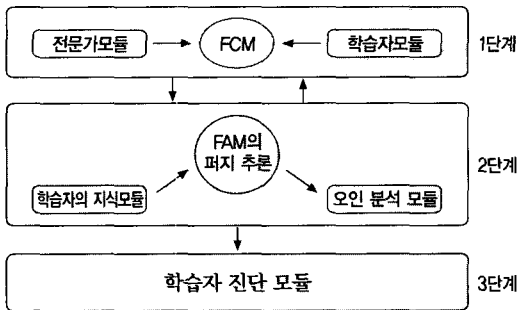 전문가모듈 FCM 학습자모듈 1단계
FAM의
퍼지 추론
2단계
학습자의 지식모듈 오인 분석 모듈
학습자 진단 모듈 3단계